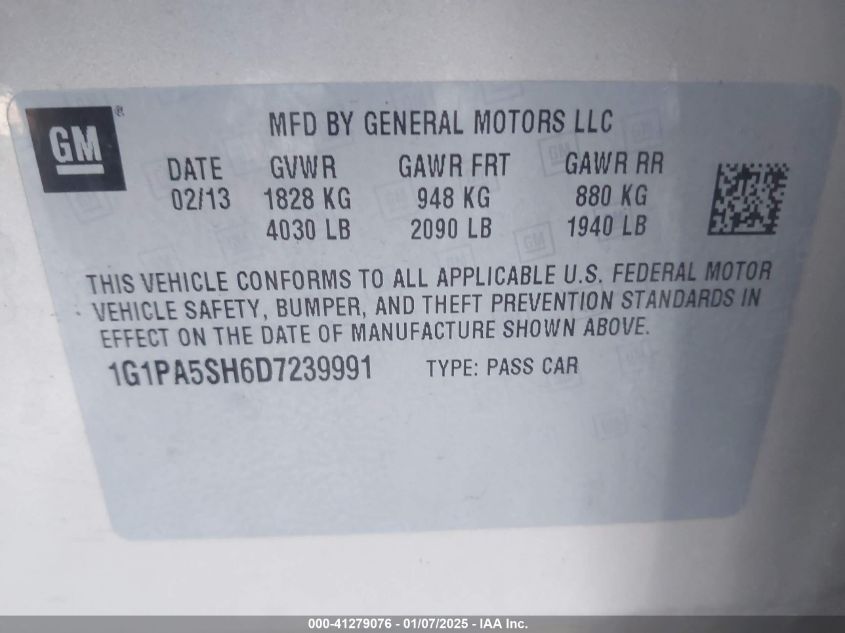 GM ®
MFD BY GENERAL MOTORS LLC
DATE GVWR GAWR FRT GAWR RR
02/13 1828 KG 948 KG 880 KG
4030 LB 2090 LB 1940 LB
THIS VEHICLE CONFORMS TO ALL APPLICABLE U.S. FEDERAL MOTOR
VEHICLE SAFETY, BUMPER, AND THEFT PREVENTION STANDARDS IN
EFFECT ON THE DATE OF MANUFACTURE SHOWN ABOVE.
1G1PA5SH6D7239991 TYPE: PASS CAR
000-41279076 - 01/07/2025 - IAA Inc.